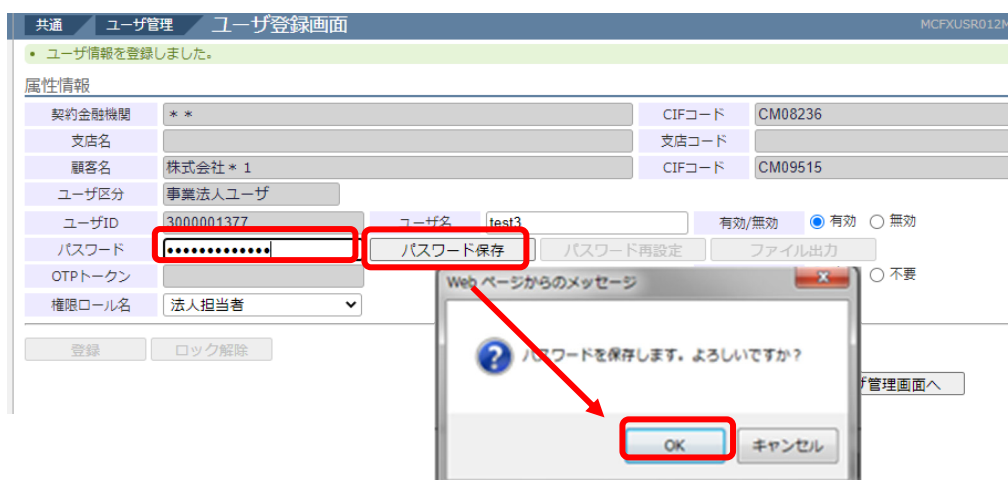 共通 ユーザ管理 ユーザ登録画面 MCFXUSR012M
• ユーザ情報を登録しました。
属性情報
契約金融機関 ＊＊ CIFコード CM08236
支店名 支店コード
顧客名 株式会社＊１ CIFコード CM09515
ユーザ区分 事業法人ユーザ
ユーザID 3000001377 ユーザ名 test3 有効/無効 有効 無効
パスワード ••••••••••••• パスワード保存 パスワード再設定 ファイル出力
OTPトークン 不要
権限ロール名 法人担当者
Web ページからのメッセージ
登録 ロック解除
パスワードを保存します。よろしいですか？
管理画面へ
OK キャンセル